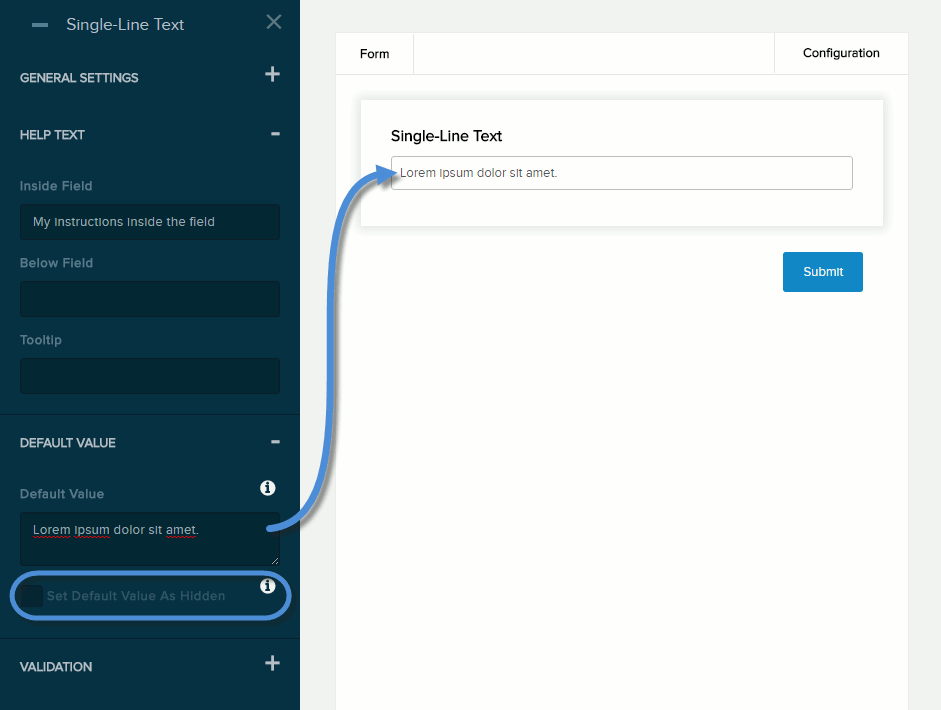 Single-Line Text
GENERAL SETTINGS
HELP TEXT
Inside Field
My instructions inside the field
Below Field
Tooltip
DEFAULT VALUE
Default Value
Lorem ipsum dolor sit amet.
Set Default Value As Hidden
VALIDATION
Form
Configuration
Single-Line Text
Lorem ipsum dolor sit amet.
Submit